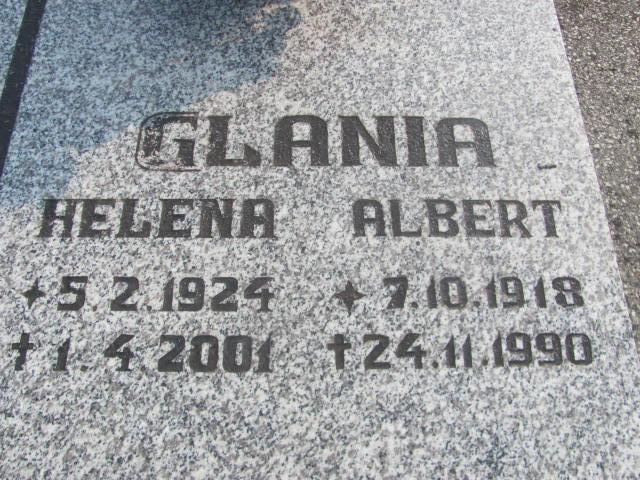 GLANIA
HELENA ALBERT
✦ 5.2.1924 ✦ 7.10.1918
✝ 1.4.2001 ✝ 24.11.1990